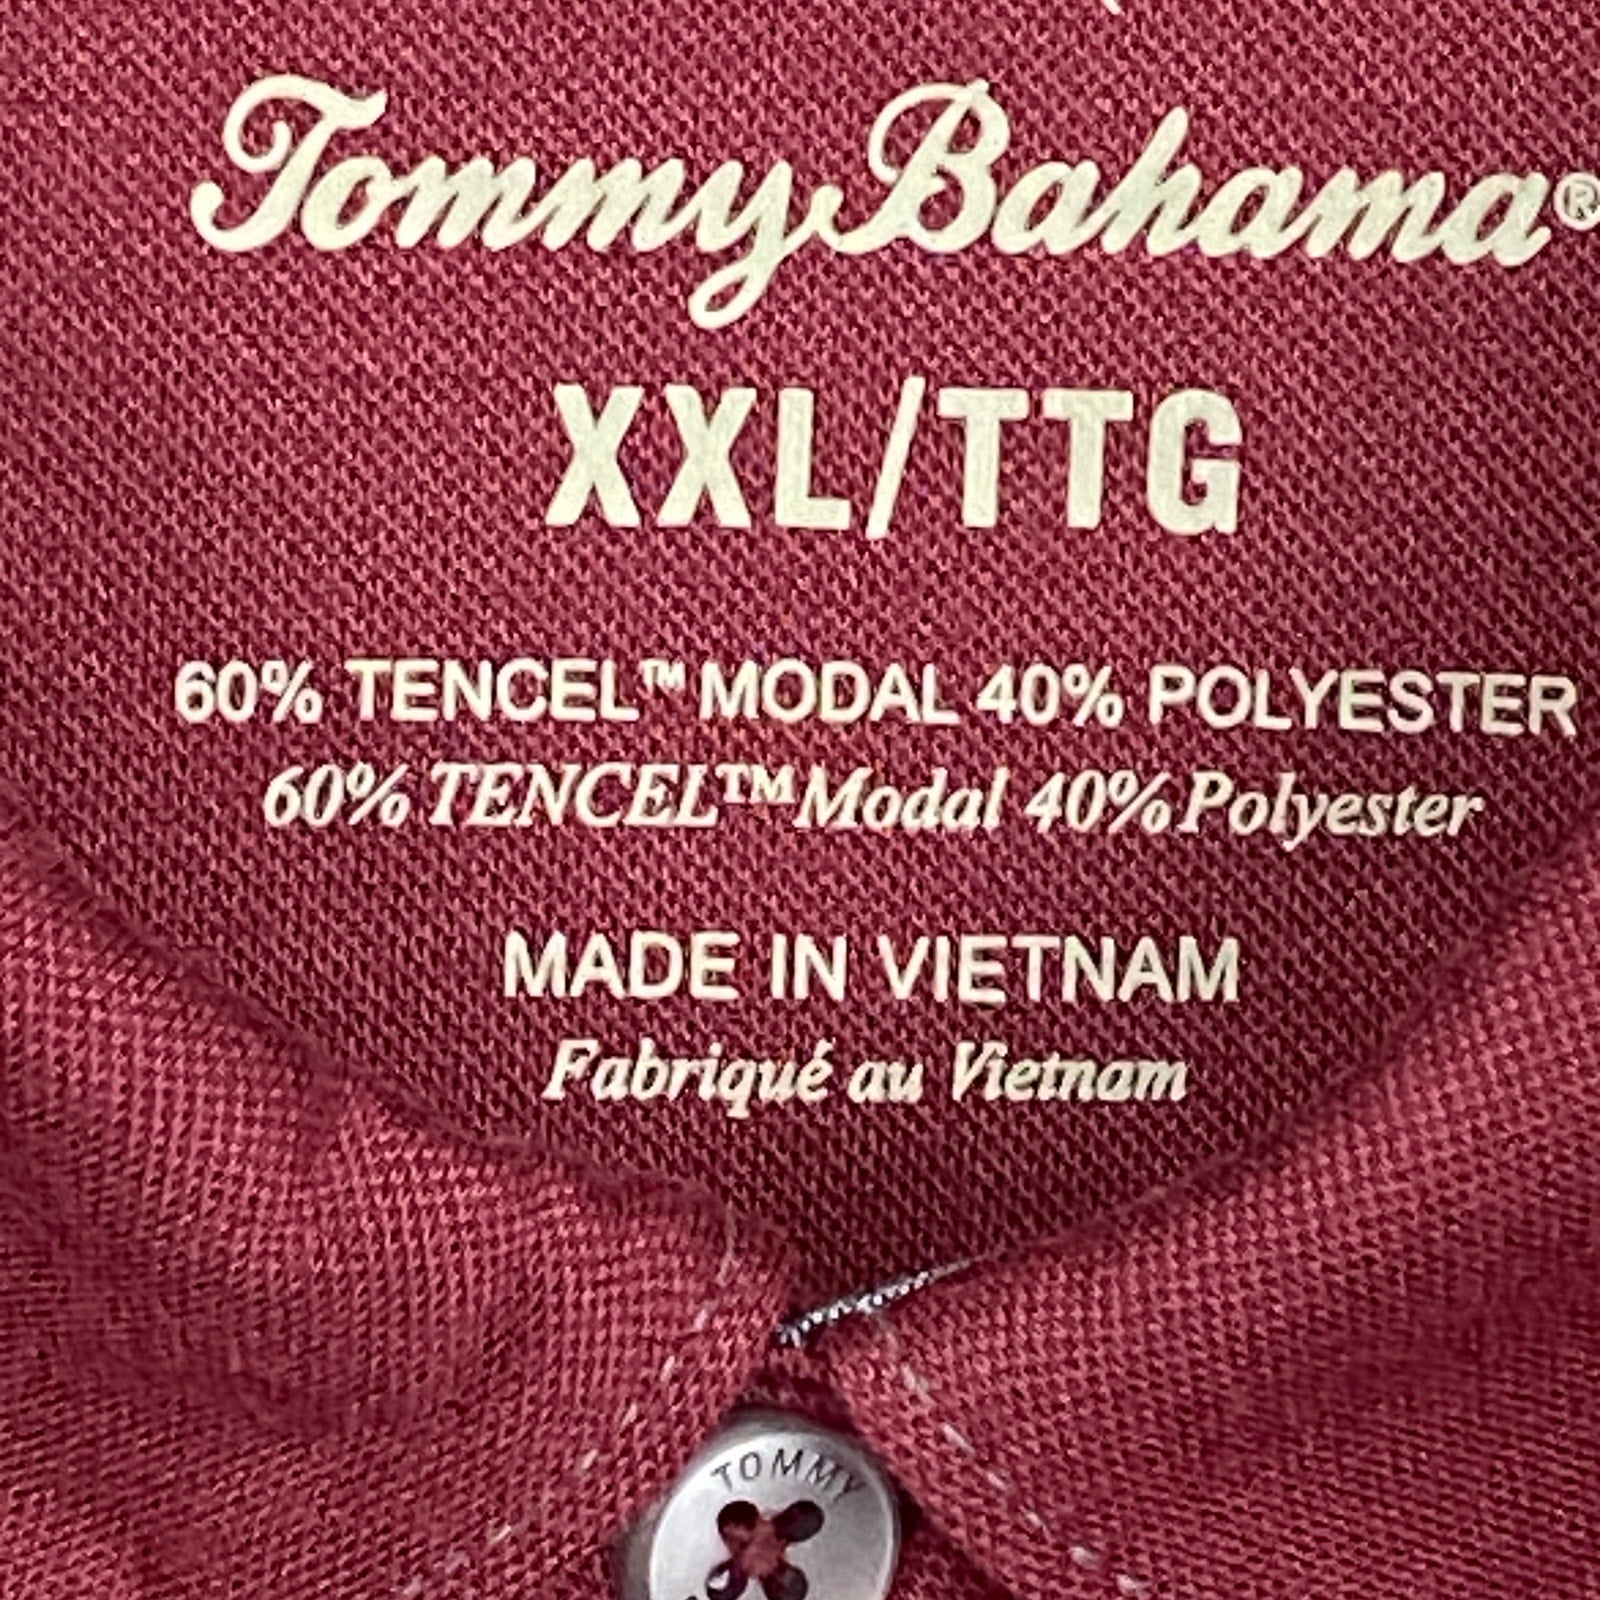 Tommy Bahama®
XXL/TTG
60% TENCEL™ MODAL 40% POLYESTER
60% TENCEL™ Modal 40% Polyester
MADE IN VIETNAM
Fabriqué au Vietnam
TOMMY